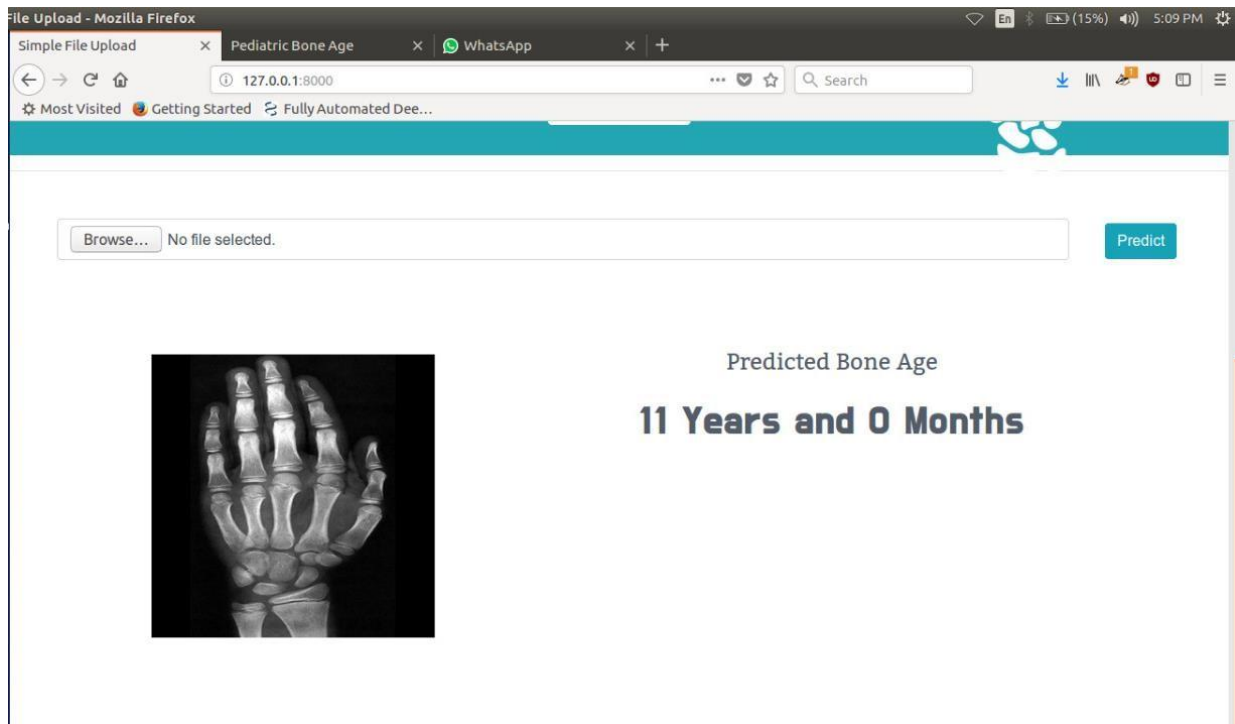 File Upload - Mozilla Firefox
En (15%) 5:09 PM
Simple File Upload Pediatric Bone Age WhatsApp
127.0.0.1:8000 Search
Most Visited Getting Started Fully Automated Dee...
Browse... No file selected. Predict
Predicted Bone Age
11 Years and 0 Months